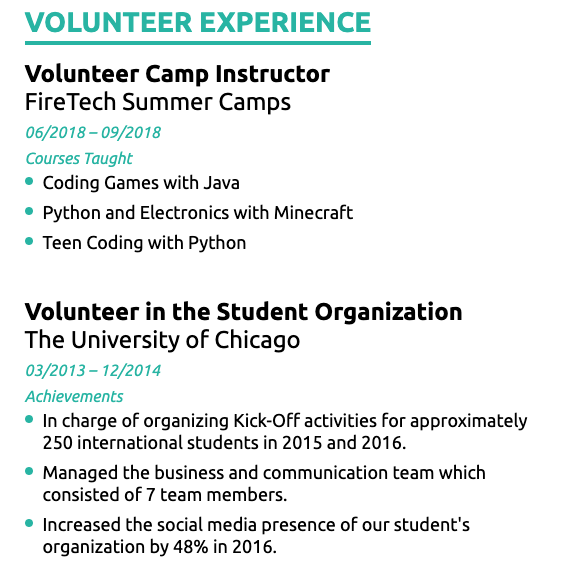 VOLUNTEER EXPERIENCE
Volunteer Camp Instructor
FireTech Summer Camps
06/2018 – 09/2018
Courses Taught
• Coding Games with Java
• Python and Electronics with Minecraft
• Teen Coding with Python
Volunteer in the Student Organization
The University of Chicago
03/2013 – 12/2014
Achievements
• In charge of organizing Kick-Off activities for approximately
250 international students in 2015 and 2016.
• Managed the business and communication team which
consisted of 7 team members.
• Increased the social media presence of our student's
organization by 48% in 2016.